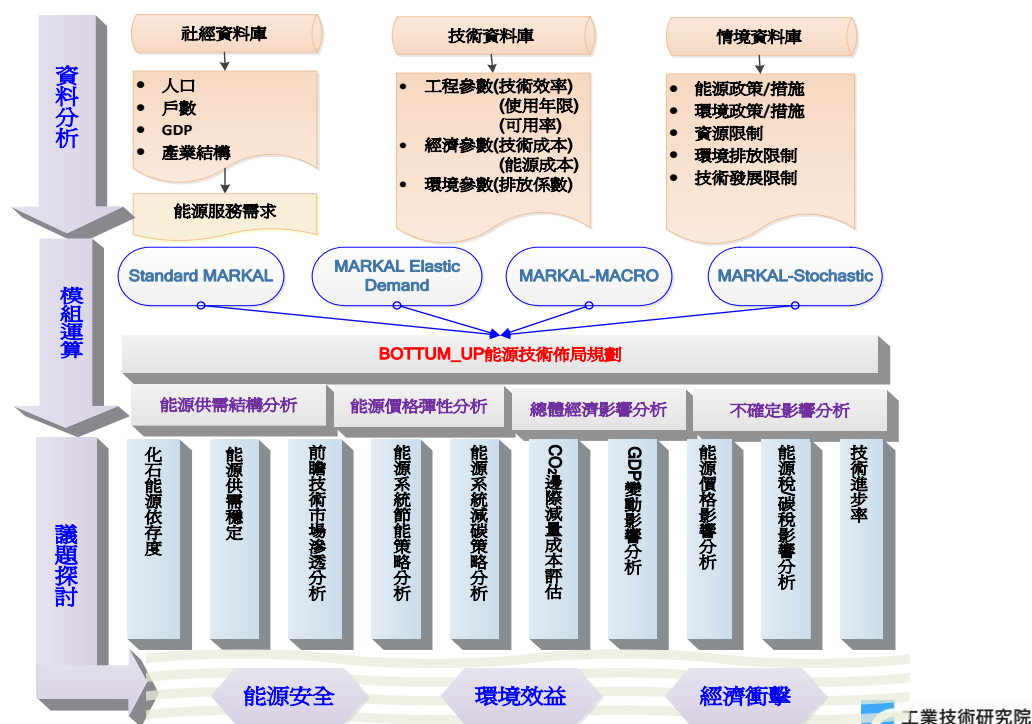 資料分析
社經資料庫
人口
戶數
GDP
產業結構
能源服務需求
技術資料庫
工程參數(技術效率)
(使用年限)
(可用率)
經濟參數(技術成本)
(能源成本)
環境參數(排放係數)
情境資料庫
能源政策/措施
環境政策/措施
資源限制
環境排放限制
技術發展限制
模組運算
Standard MARKAL
MARKAL Elastic
Demand
MARKAL-MACRO
MARKAL-Stochastic
BOTTUM_UP能源技術佈局規劃
能源供需結構分析
能源價格彈性分析
總體經濟影響分析
不確定影響分析
議題探討
化石能源依存度
能源供需穩定
前瞻技術市場滲透分析
能源系統節能策略分析
能源系統減碳策略分析
CO₂邊際減量成本評估
GDP變動影響分析
能源價格影響分析
能源稅/碳稅影響分析
技術進步率
能源安全
環境效益
經濟衝擊
工業技術研究院